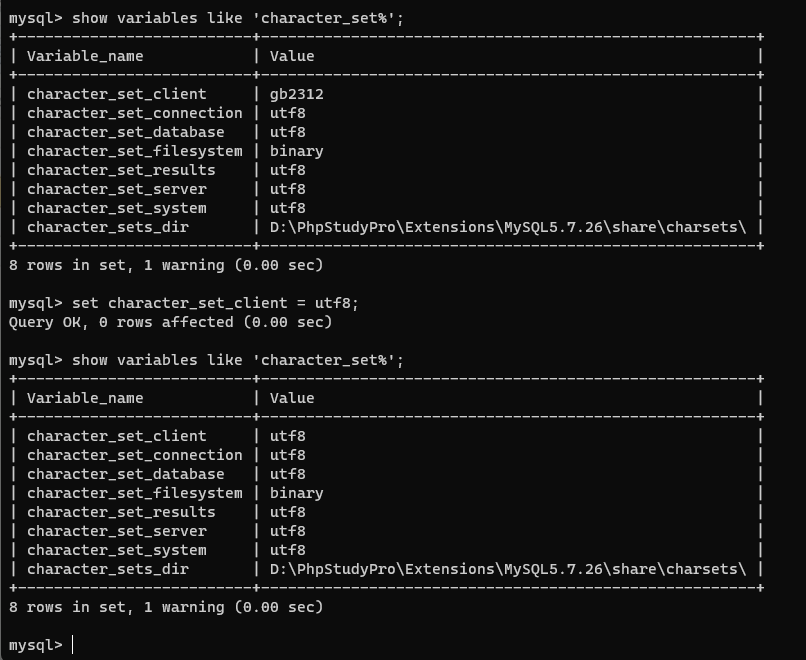 mysql> show variables like 'character_set%';
+--------------------------+-------------------------------------------------------+
| Variable_name            | Value                                                 |
+--------------------------+-------------------------------------------------------+
| character_set_client     | gb2312                                                |
| character_set_connection | utf8                                                  |
| character_set_database   | utf8                                                  |
| character_set_filesystem | binary                                                |
| character_set_results    | utf8                                                  |
| character_set_server     | utf8                                                  |
| character_set_system     | utf8                                                  |
| character_sets_dir       | D:\PhpStudyPro\Extensions\MySQL5.7.26\share\charsets\ |
+--------------------------+-------------------------------------------------------+
8 rows in set, 1 warning (0.00 sec)
mysql> set character_set_client = utf8;
Query OK, 0 rows affected (0.00 sec)
mysql> show variables like 'character_set%';
+--------------------------+-------------------------------------------------------+
| Variable_name            | Value                                                 |
+--------------------------+-------------------------------------------------------+
| character_set_client     | utf8                                                  |
| character_set_connection | utf8                                                  |
| character_set_database   | utf8                                                  |
| character_set_filesystem | binary                                                |
| character_set_results    | utf8                                                  |
| character_set_server     | utf8                                                  |
| character_set_system     | utf8                                                  |
| character_sets_dir       | D:\PhpStudyPro\Extensions\MySQL5.7.26\share\charsets\ |
+--------------------------+-------------------------------------------------------+
8 rows in set, 1 warning (0.00 sec)
mysql>